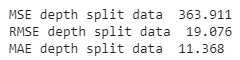 MSE depth split data  363.911
RMSE depth split data  19.076
MAE depth split data  11.368